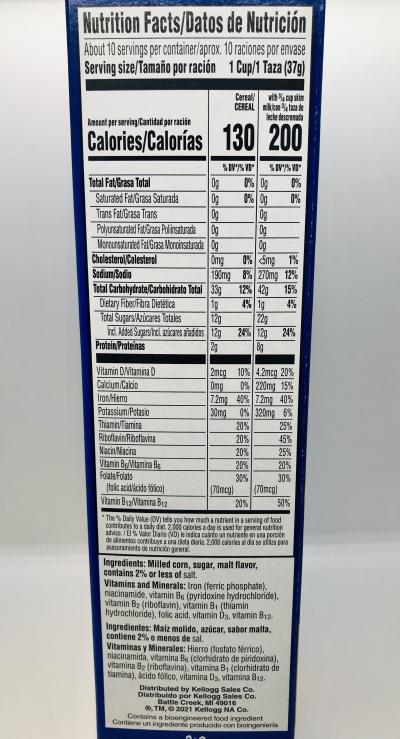 Nutrition Facts/Datos de Nutrición
About 10 servings per container/aprox. 10 raciones por envase
Serving size/Tamaño por ración 1 Cup/1 Taza (37g)
Amount per serving/Cantidad por ración
Calories/Calorías
Cereal/
CEREAL
130
with ¾ cup skim
milk/con ¾ taza de
leche descremada
200
% DV*/% VD* % DV*/% VD*
Total Fat/Grasa Total 0g 0% 0g 0%
Saturated Fat/Grasa Saturada 0g 0% 0g 0%
Trans Fat/Grasa Trans 0g 0g
Polyunsaturated Fat/Grasa Poliinsaturada 0g 0g
Monounsaturated Fat/Grasa Monoinsaturada 0g 0g
Cholesterol/Colesterol 0mg 0% <5mg 1%
Sodium/Sodio 190mg 8% 270mg 12%
Total Carbohydrate/Carbohidrato Total 33g 12% 42g 15%
Dietary Fiber/Fibra Dietética 1g 4% 1g 4%
Total Sugars/Azúcares Totales 12g 22g
Incl. Added Sugars/Incl. azúcares añadidos 12g 24% 12g 24%
Protein/Proteínas 2g 8g
Vitamin D/Vitamina D 2mcg 10% 4.2mcg 20%
Calcium/Calcio 0mg 0% 220mg 15%
Iron/Hierro 7.2mg 40% 7.2mg 40%
Potassium/Potasio 30mg 0% 320mg 6%
Thiamin/Tiamina 20% 25%
Riboflavin/Riboflavina 20% 45%
Niacin/Niacina 20% 25%
Vitamin B6/Vitamina B6 20% 20%
Folate/Folato 30% 30%
(folic acid/ácido fólico) (70mcg) (70mcg)
Vitamin B12/Vitamina B12 20% 50%
* The % Daily Value (DV) tells you how much a nutrient in a serving of food
contributes to a daily diet. 2,000 calories a day is used for general nutrition
advice. / El % Valor Diario (VD) le indica cuánto un nutriente en una porción
de alimentos contribuye a una dieta diaria. 2,000 calorías al día se utiliza para
asesoramiento de nutrición general.
Ingredients: Milled corn, sugar, malt flavor,
contains 2% or less of salt.
Vitamins and Minerals: Iron (ferric phosphate),
niacinamide, vitamin B6 (pyridoxine hydrochloride),
vitamin B2 (riboflavin), vitamin B1 (thiamin
hydrochloride), folic acid, vitamin D3, vitamin B12.
Ingredientes: Maíz molido, azúcar, sabor malta,
contiene 2% o menos de sal.
Vitaminas y Minerales: Hierro (fosfato férrico),
niacinamida, vitamina B6 (clorhidrato de piridoxina),
vitamina B2 (riboflavina), vitamina B1 (clorhidrato de
tiamina), ácido fólico, vitamina D3, vitamina B12.
Distributed by Kellogg Sales Co.
Distribuido por Kellogg Sales Co.
Battle Creek, MI 49016
®, TM, © 2021 Kellogg NA Co.
Contains a bioengineered food ingredient
Contiene un ingrediente producido con bioingeniería